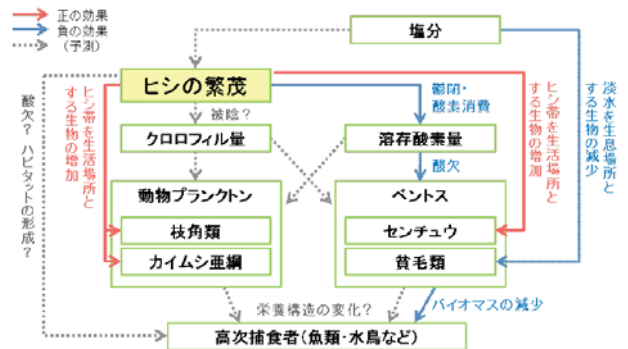 正の効果
負の効果
(予測)
塩分
ヒシの繁茂
鬱閉・
酸素消費
被陰?
クロロフィル量
溶存酸素量
酸欠
動物プランクトン
ベントス
枝角類
センチュウ
カイムシ亜綱
貧毛類
栄養構造の変化?
バイオマスの減少
高次捕食者(魚類・水鳥など)
酸欠? ハビタットの形成?
ヒシ帯を生活場所と
する生物の増加
ヒシ帯を生活場所と
する生物の増加
淡水を生息場所と
する生物の減少